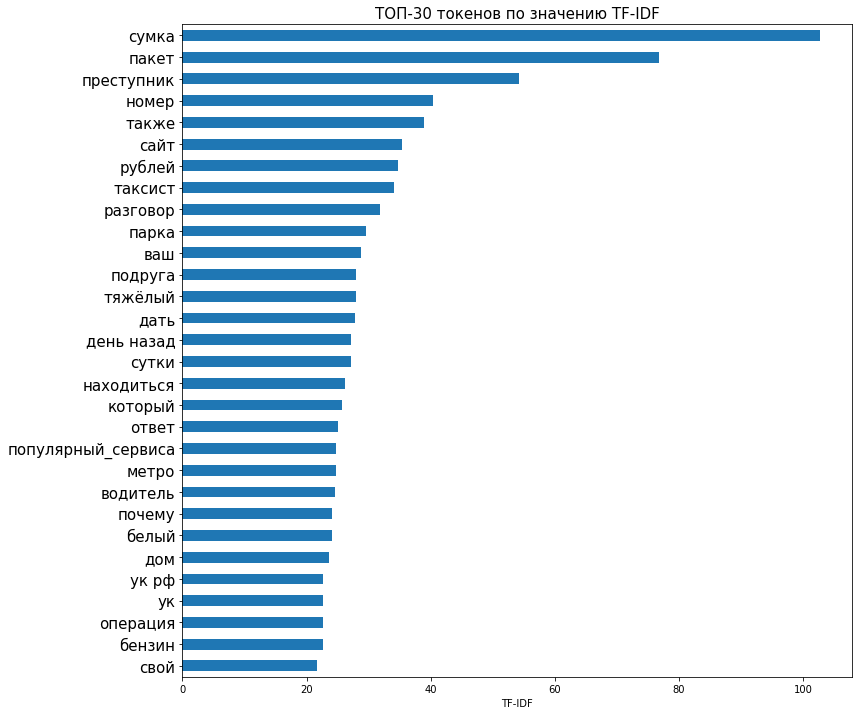 ТОП-30 токенов по значению TF-IDF
сумка
пакет
преступник
номер
также
сайт
рублей
таксист
разговор
парка
ваш
подруга
тяжёлый
дать
день назад
сутки
находиться
который
ответ
популярный_сервиса
метро
водитель
почему
белый
дом
ук рф
ук
операция
бензин
свой
0 20 40 60 80 100
TF-IDF